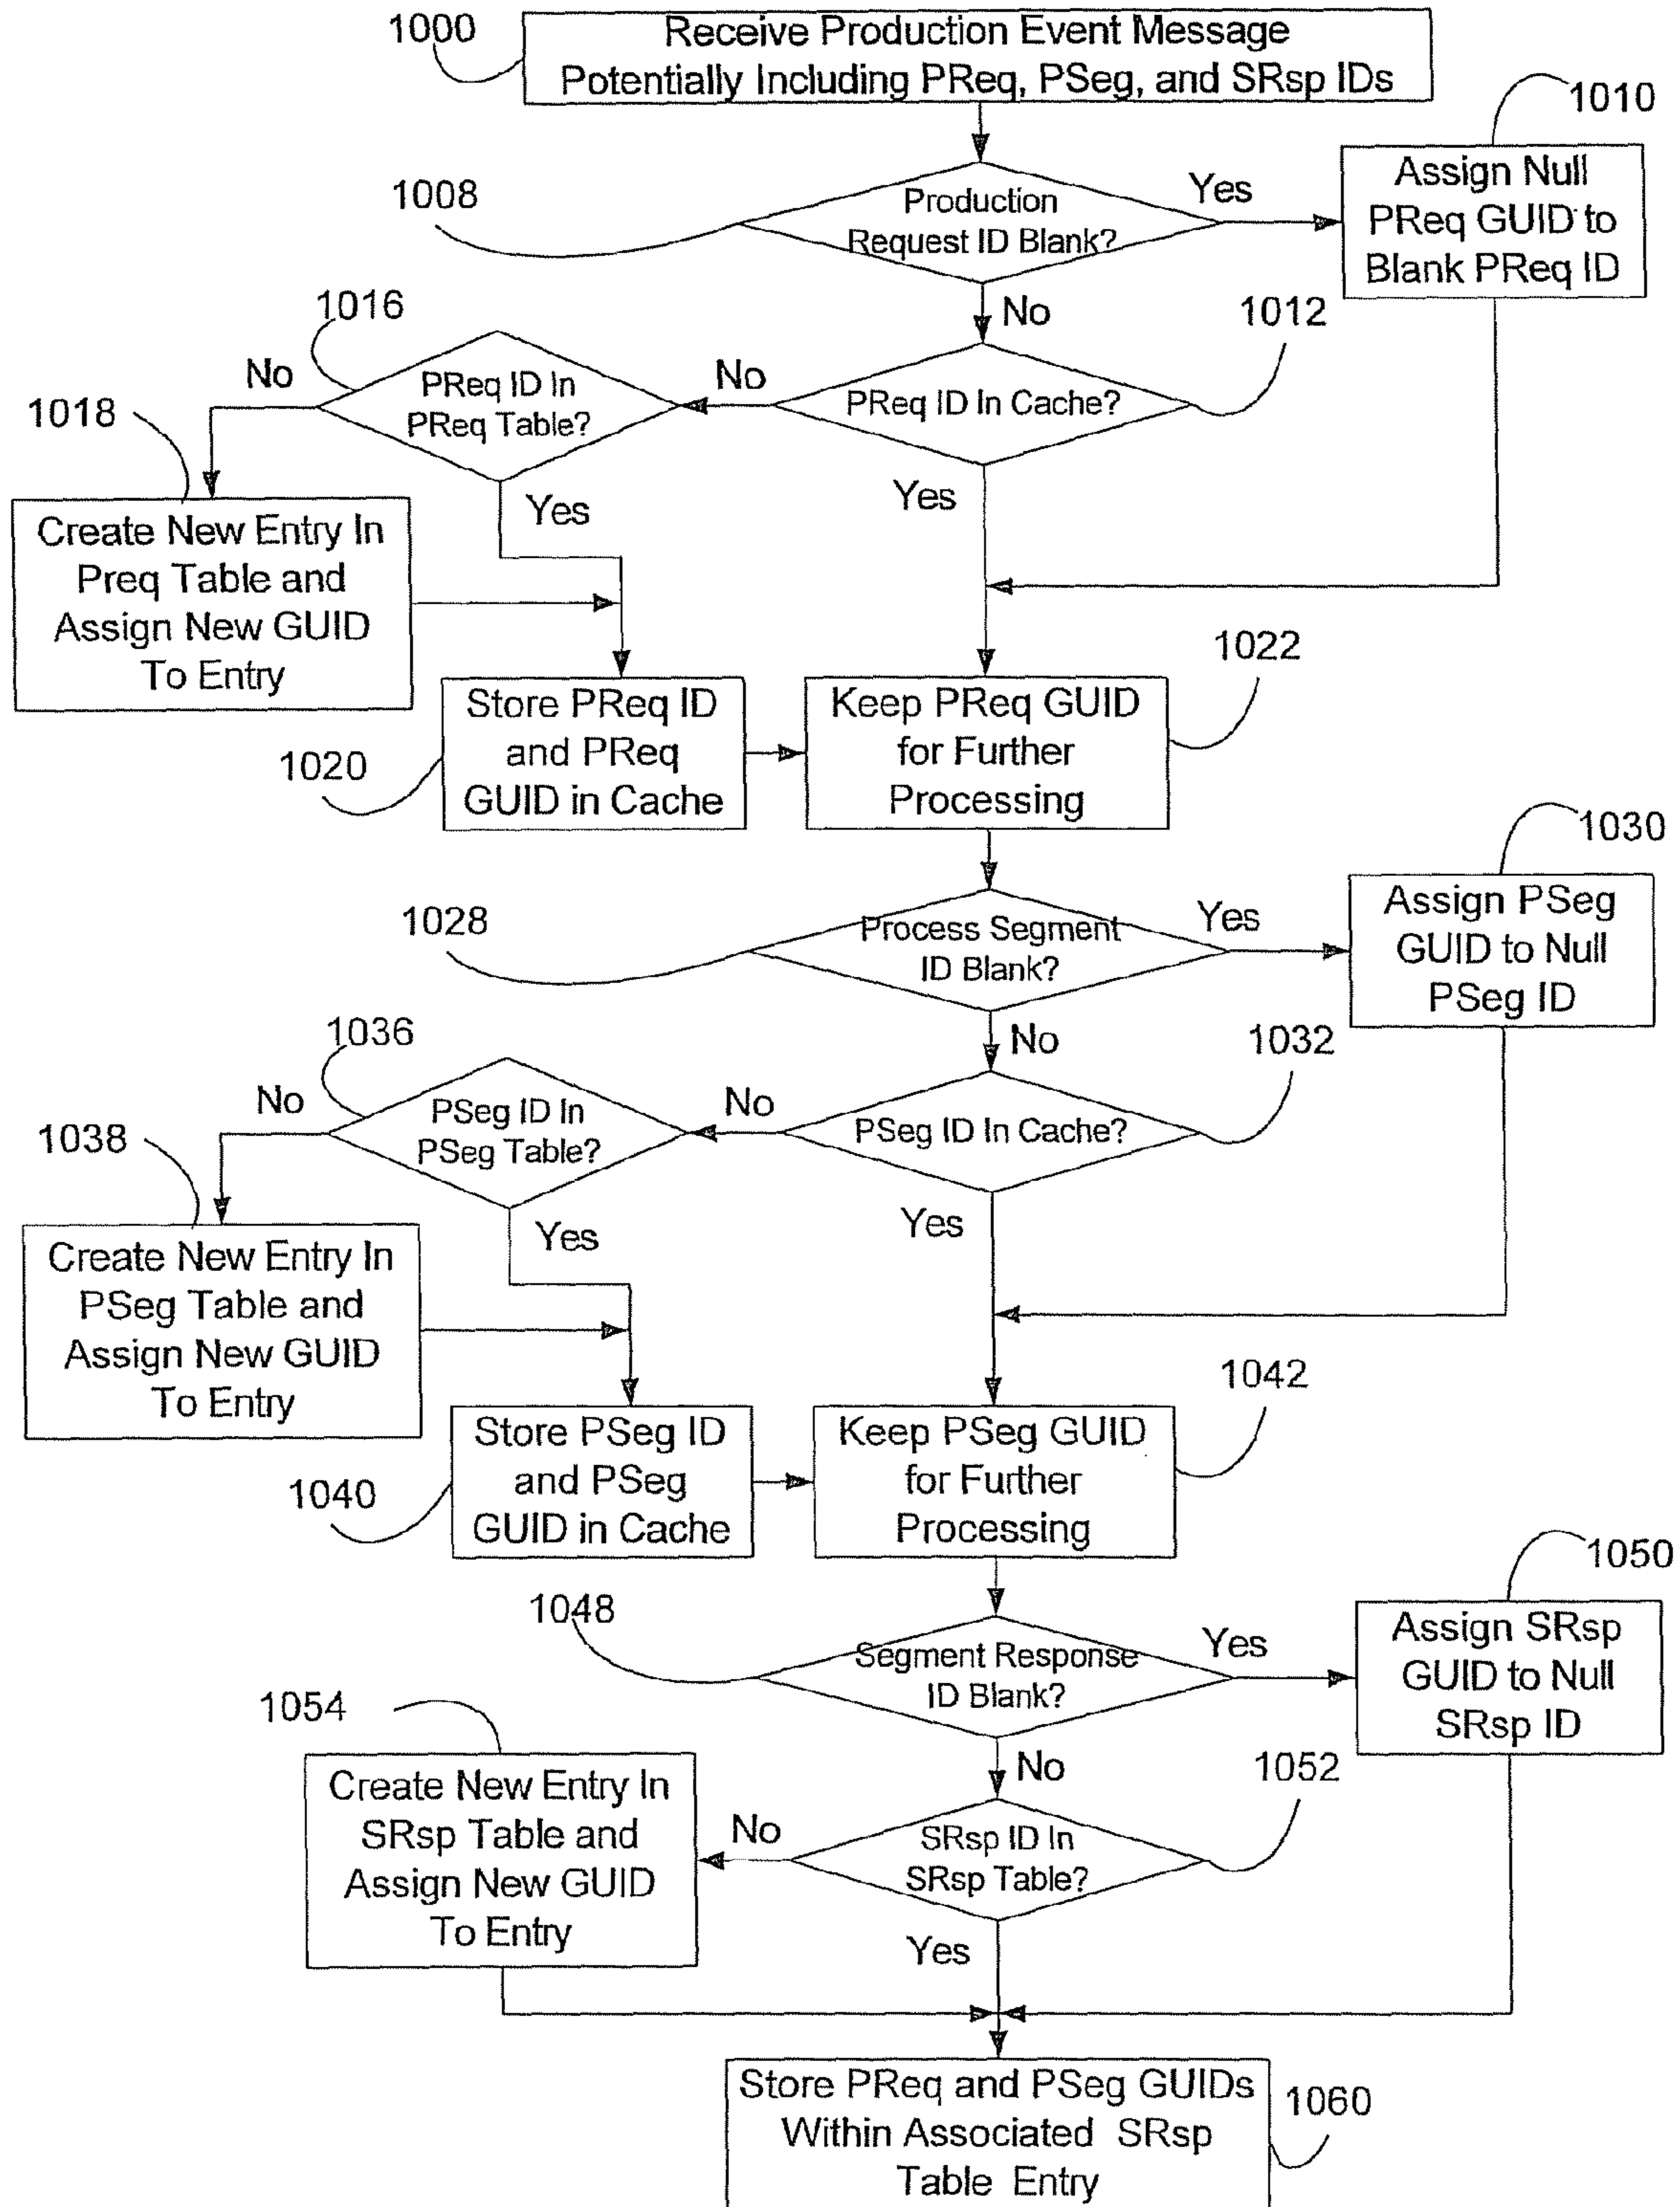 1000
Receive Production Event Message
Potentially Including PReq, PSeg, and SRsp IDs
1010
1008
Production
Request ID Blank?
Yes
Assign Null
PReq GUID to
Blank PReq ID
No
1016
1012
No
PReq ID In
PReq Table?
No
PReq ID In Cache?
1018
Yes
Yes
Create New Entry In
Preq Table and
Assign New GUID
To Entry
1022
Store PReq ID
and PReq
GUID in Cache
1020
Keep PReq GUID
for Further
Processing
1030
1028
Process Segment
ID Blank?
Yes
Assign PSeg
GUID to Null
PSeg ID
No
1036
1032
No
PSeg ID In
PSeg Table?
No
PSeg ID In Cache?
1038
Yes
Yes
Create New Entry In
PSeg Table and
Assign New GUID
To Entry
1042
Store PSeg ID
and PSeg
GUID in Cache
1040
Keep PSeg GUID
for Further
Processing
1050
1048
Segment Response
ID Blank?
Yes
Assign SRsp
GUID to Null
SRsp ID
1054
No
1052
Create New Entry In
SRsp Table and
Assign New GUID
To Entry
No
SRsp ID In
SRsp Table?
Yes
Store PReq and PSeg GUIDs
Within Associated SRsp
Table Entry
1060